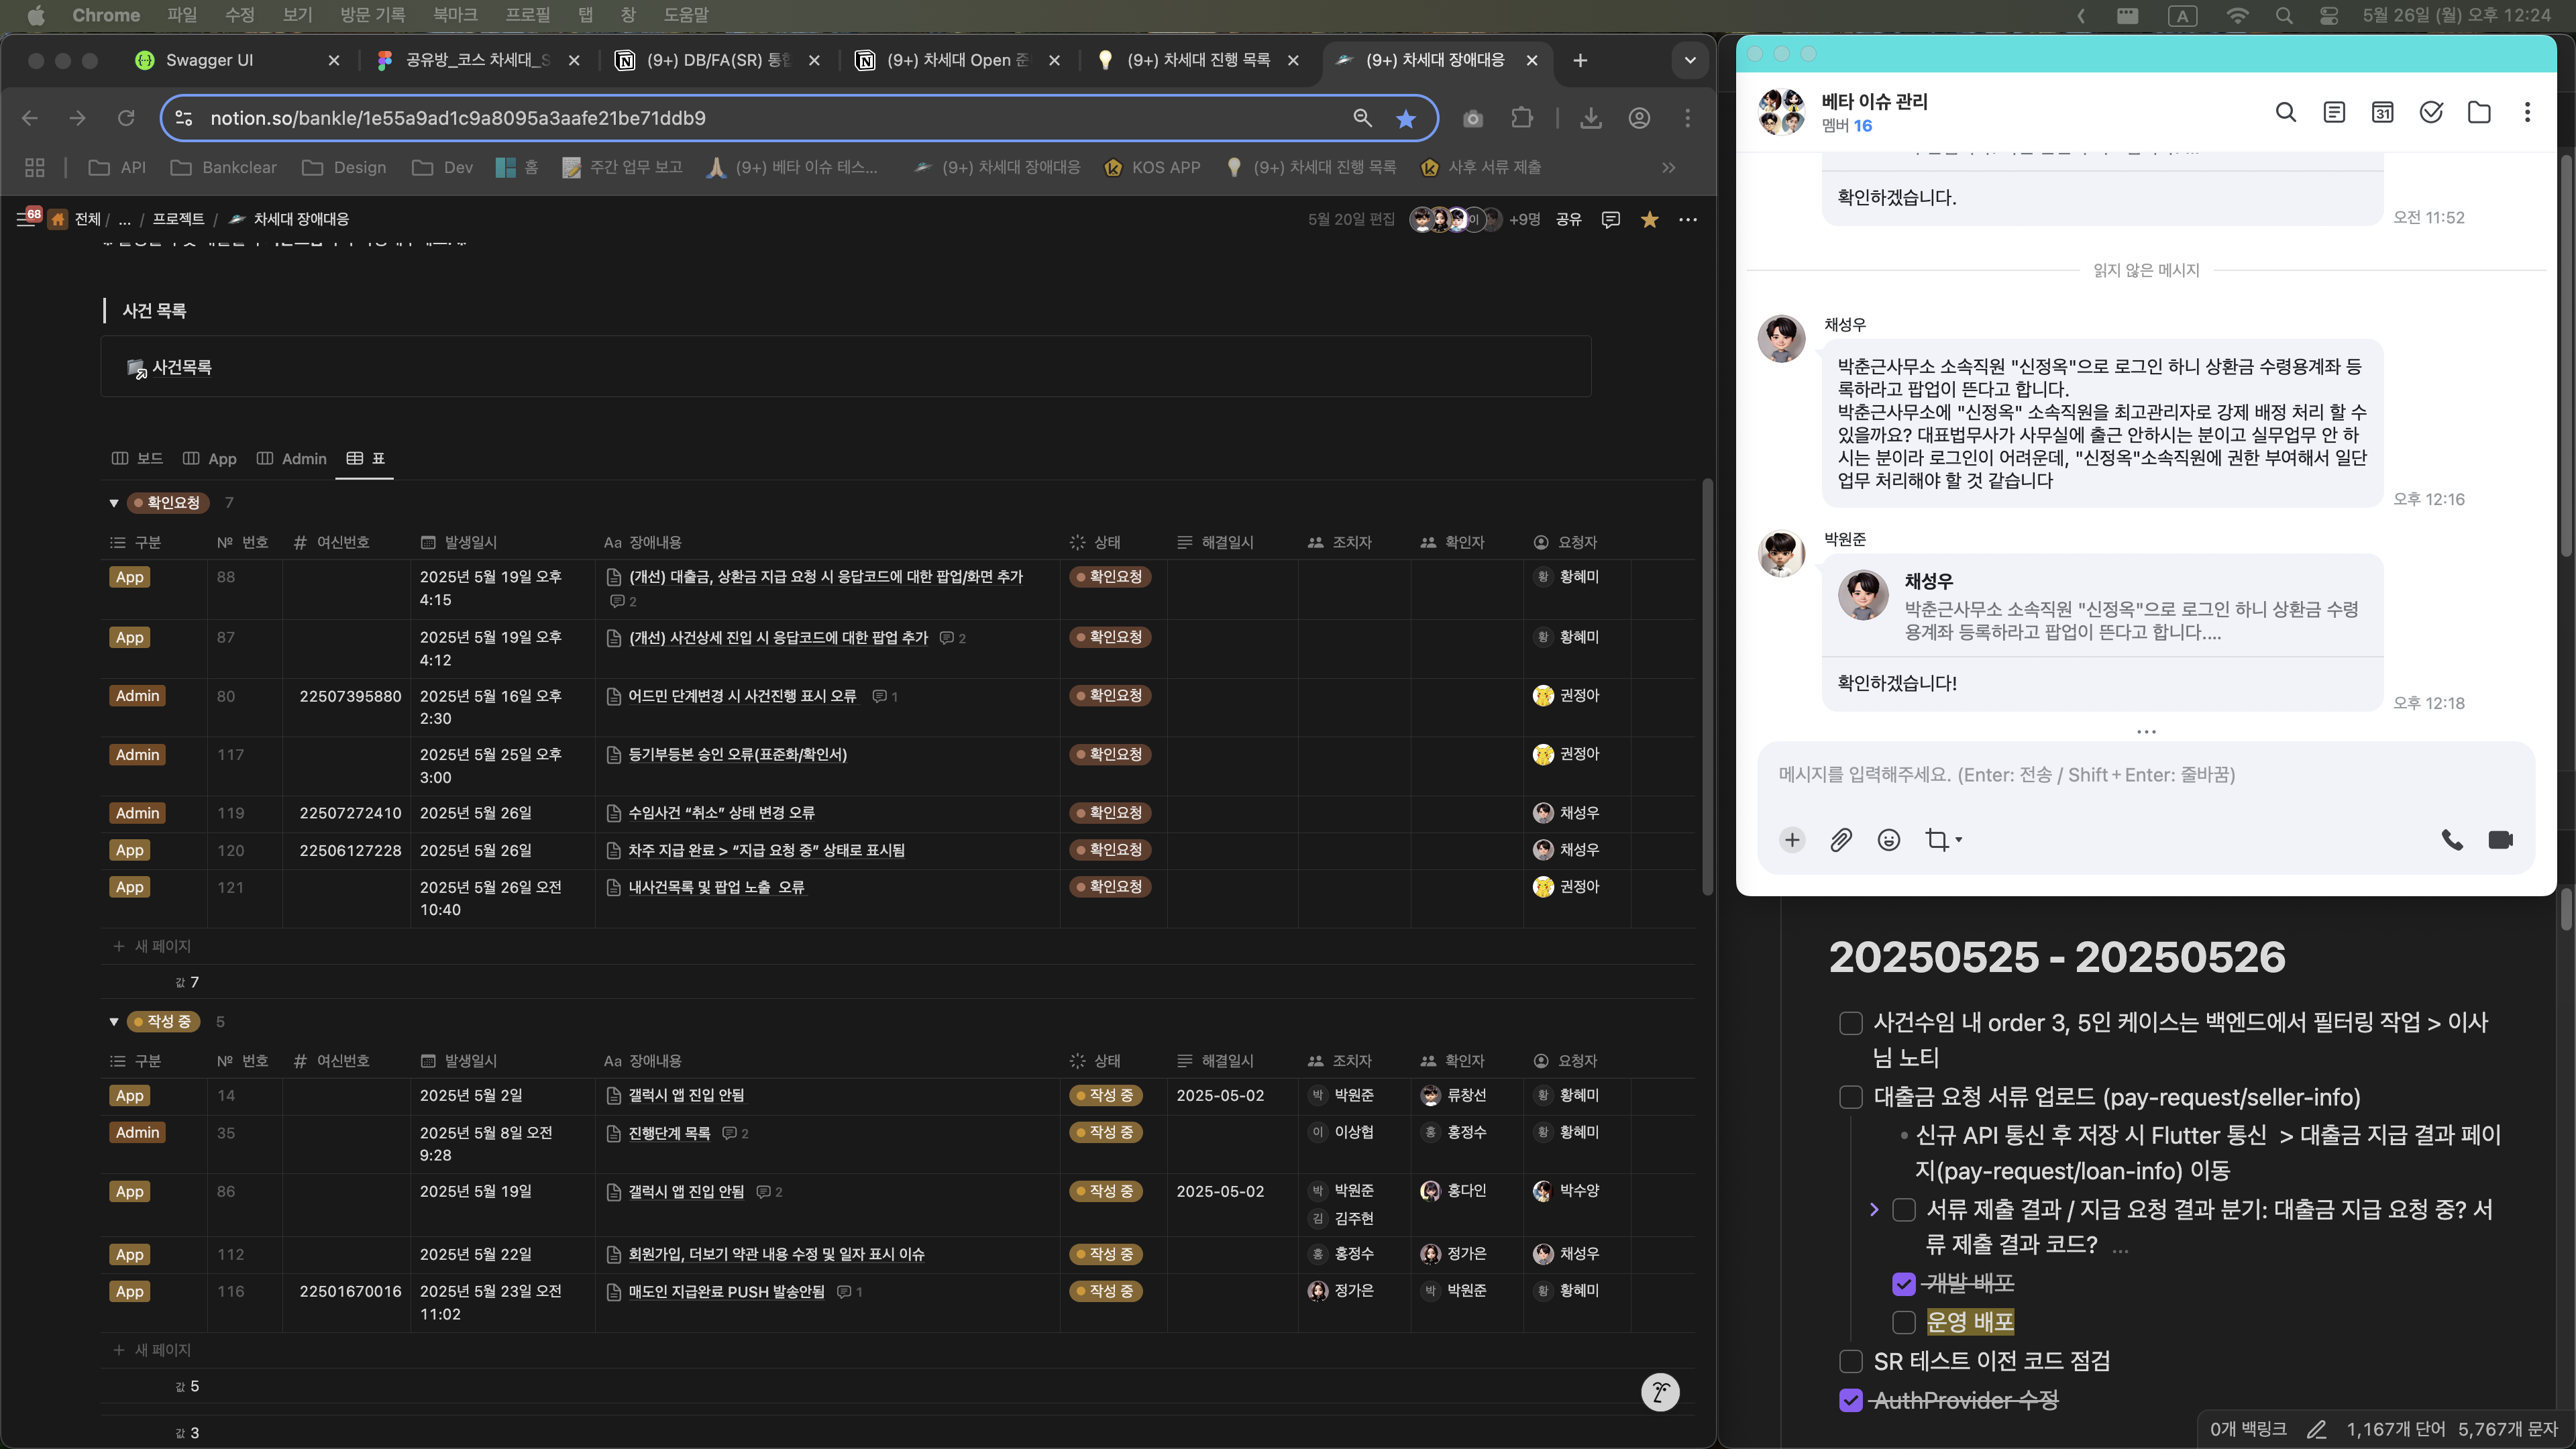 Chrome 파일 수정 보기 방문 기록 북마크 프로필 탭 창 도움말
A 5월 26일 (월) 오후 12:24
Swagger UI
공유방_코스 차세대_S
(9+) DB/FA(SR) 통합
(9+) 차세대 Open 준
(9+) 차세대 진행 목록
(9+) 차세대 장애대응
notion.so/bankle/1e55a9ad1c9a8095a3aafe21be71ddb9
API Bankclear Design Dev 홈 주간 업무 보고 (9+) 베타 이슈 테스... (9+) 차세대 장애대응 KOS APP (9+) 차세대 진행 목록 사후 서류 제출
68 전체 / ... / 프로젝트 / 차세대 장애대응
5월 20일 편집 이 +9명 공유
사건 목록
사건목록
보드 App Admin 표
확인요청 7
구분 Nº 번호 # 여신번호 발생일시 Aa 장애내용 상태 해결일시 조치자 확인자 요청자
App 88 2025년 5월 19일 오후 4:15 (개선) 대출금, 상환금 지급 요청 시 응답코드에 대한 팝업/화면 추가 2 확인요청 황 황혜미
App 87 2025년 5월 19일 오후 4:12 (개선) 사건상세 진입 시 응답코드에 대한 팝업 추가 2 확인요청 황 황혜미
Admin 80 22507395880 2025년 5월 16일 오후 2:30 어드민 단계변경 시 사건진행 표시 오류 1 확인요청 권정아
Admin 117 2025년 5월 25일 오후 3:00 등기부등본 승인 오류(표준화/확인서) 확인요청 권정아
Admin 119 22507272410 2025년 5월 26일 수임사건 “취소” 상태 변경 오류 확인요청 채성우
App 120 22506127228 2025년 5월 26일 차주 지급 완료 > “지급 요청 중” 상태로 표시됨 확인요청 채성우
App 121 2025년 5월 26일 오전 10:40 내사건목록 및 팝업 노출 오류 확인요청 권정아
+ 새 페이지
값 7
작성 중 5
구분 Nº 번호 # 여신번호 발생일시 Aa 장애내용 상태 해결일시 조치자 확인자 요청자
App 14 2025년 5월 2일 갤럭시 앱 진입 안됨 작성 중 2025-05-02 박 박원준 류창선 황 황혜미
Admin 35 2025년 5월 8일 오전 9:28 진행단계 목록 2 작성 중 이 이상협 홍 홍정수 황 황혜미
App 86 2025년 5월 19일 갤럭시 앱 진입 안됨 2 작성 중 2025-05-02 박 박원준 김 김주현 홍다인 박수양
App 112 2025년 5월 22일 회원가입, 더보기 약관 내용 수정 및 일자 표시 이슈 작성 중 홍 홍정수 정가은 채성우
App 116 22501670016 2025년 5월 23일 오전 11:02 매도인 지급완료 PUSH 발송안됨 1 작성 중 정가은 박 박원준 황 황혜미
+ 새 페이지
값 5
값 3
베타 이슈 관리
멤버 16
31
확인하겠습니다.
오전 11:52
읽지 않은 메시지
채성우
박춘근사무소 소속직원 "신정옥"으로 로그인 하니 상환금 수령용계좌 등
록하라고 팝업이 뜬다고 합니다.
박춘근사무소에 "신정옥" 소속직원을 최고관리자로 강제 배정 처리 할 수
있을까요? 대표법무사가 사무실에 출근 안하시는 분이고 실무업무 안 하
시는 분이라 로그인이 어려운데, "신정옥"소속직원에 권한 부여해서 일단
업무 처리해야 할 것 같습니다
오후 12:16
박원준
채성우
박춘근사무소 소속직원 "신정옥"으로 로그인 하니 상환금 수령
용계좌 등록하라고 팝업이 뜬다고 합니다....
확인하겠습니다!
오후 12:18
메시지를 입력해주세요. (Enter: 전송 / Shift + Enter: 줄바꿈)
20250525 - 20250526
사건수임 내 order 3, 5인 케이스는 백엔드에서 필터링 작업 > 이사
님 노티
대출금 요청 서류 업로드 (pay-request/seller-info)
신규 API 통신 후 저장 시 Flutter 통신 > 대출금 지급 결과 페이
지(pay-request/loan-info) 이동
서류 제출 결과 / 지급 요청 결과 분기: 대출금 지급 요청 중? 서
류 제출 결과 코드? ...
개발 배포
운영 배포
SR 테스트 이전 코드 점검
AuthProvider 수정
0개 백링크 1,167개 단어 5,767개 문자